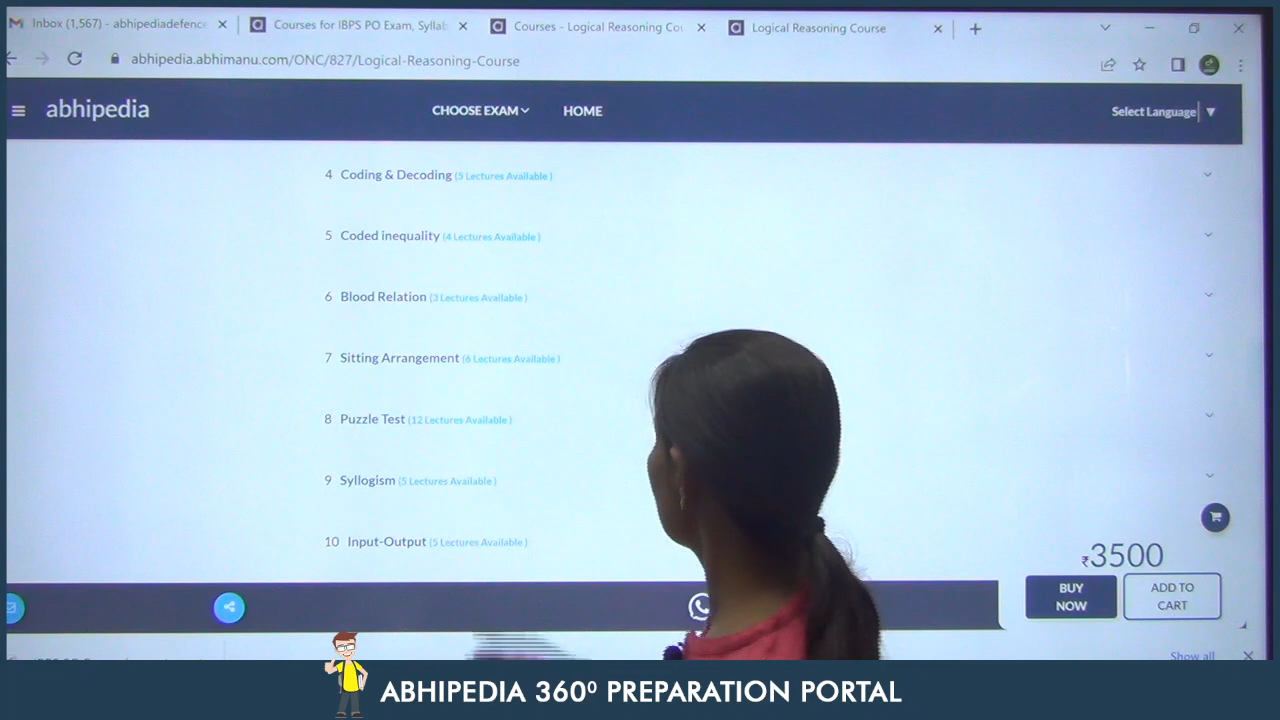 Inbox (1,567) - abhipediadefence
Courses for IBPS PO Exam, Syllab
Courses - Logical Reasoning Cou
Logical Reasoning Course
abhipedia.abhimanu.com/ONC/827/Logical-Reasoning-Course
abhipedia
CHOOSE EXAM
HOME
Select Language
4 Coding & Decoding (5 Lectures Available )
5 Coded inequality (4 Lectures Available )
6 Blood Relation (3 Lectures Available )
7 Sitting Arrangement (6 Lectures Available )
8 Puzzle Test (12 Lectures Available )
9 Syllogism (5 Lectures Available )
10 Input-Output (5 Lectures Available )
₹3500
BUY NOW
ADD TO CART
Show all
ABHIPEDIA 360⁰ PREPARATION PORTAL